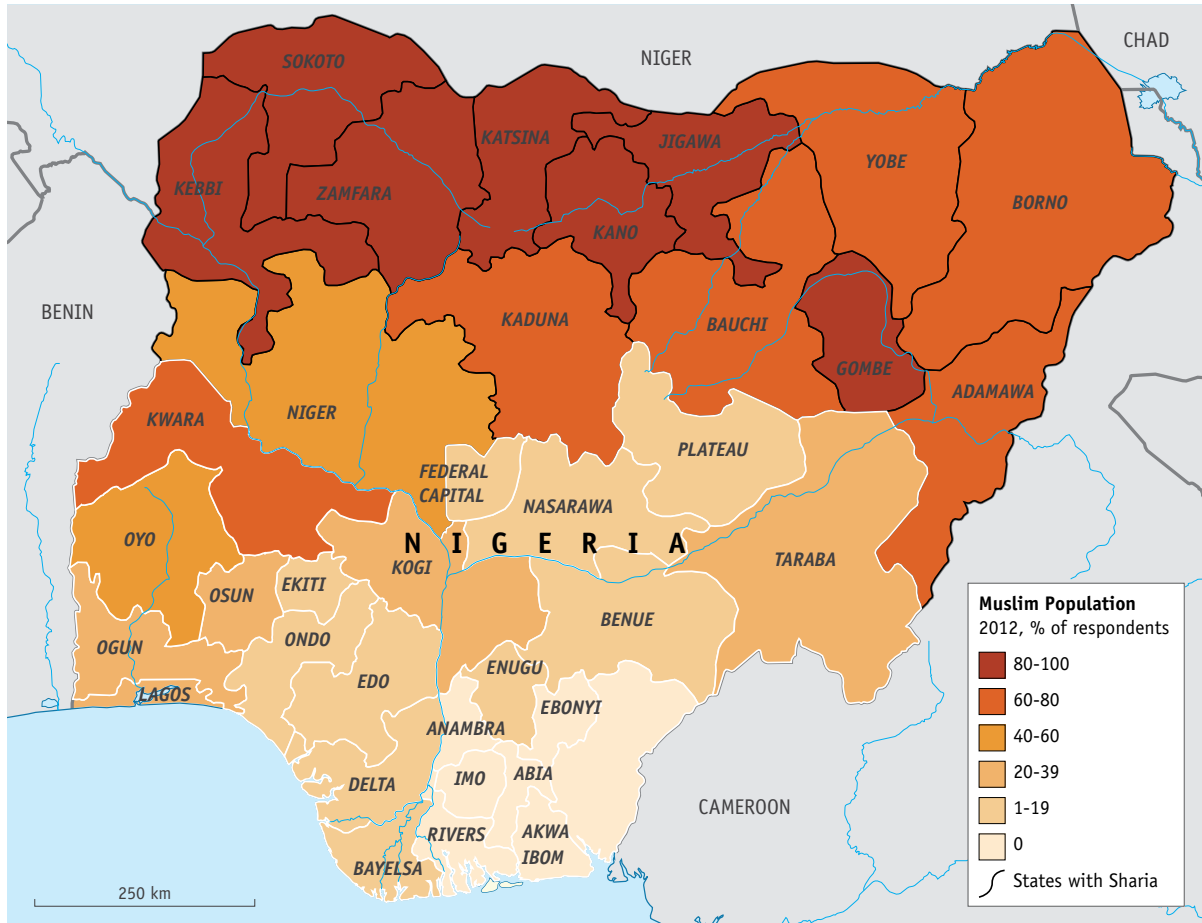 NIGER
CHAD
SOKOTO
KATSINA
JIGAWA
YOBE
KEBBI
ZAMFARA
BORNO
KANO
BENIN
KADUNA
BAUCHI
GOMBE
ADAMAWA
NIGER
KWARA
PLATEAU
FEDERAL
CAPITAL
NASARAWA
OYO
NIGERIA
KOGI
TARABA
OSUN
EKITI
BENUE
OGUN
ONDO
ENUGU
EDO
LAGOS
EBONYI
ANAMBRA
IMO
ABIA
DELTA
CAMEROON
RIVERS
AKWA
IBOM
BAYELSA
250 km
Muslim Population
2012, % of respondents
80-100
60-80
40-60
20-39
1-19
0
States with Sharia